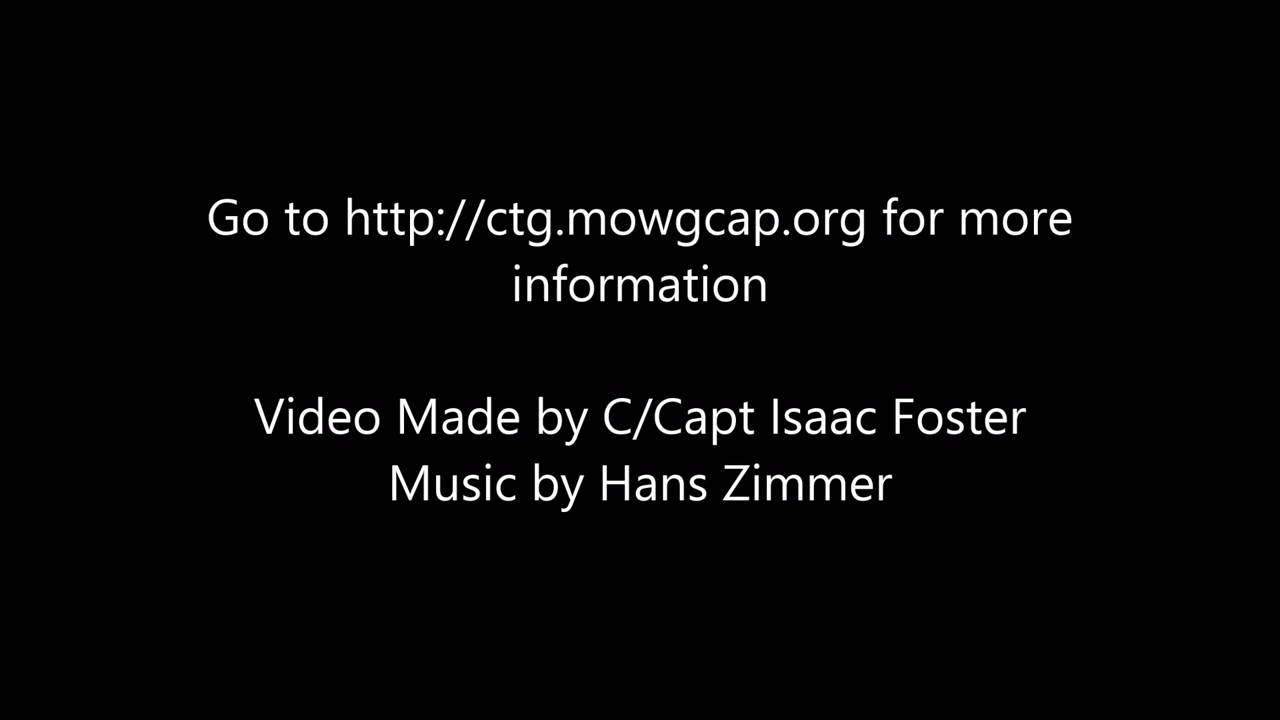 Go to http://ctg.mowgcap.org for more
information
Video Made by C/Capt Isaac Foster
Music by Hans Zimmer